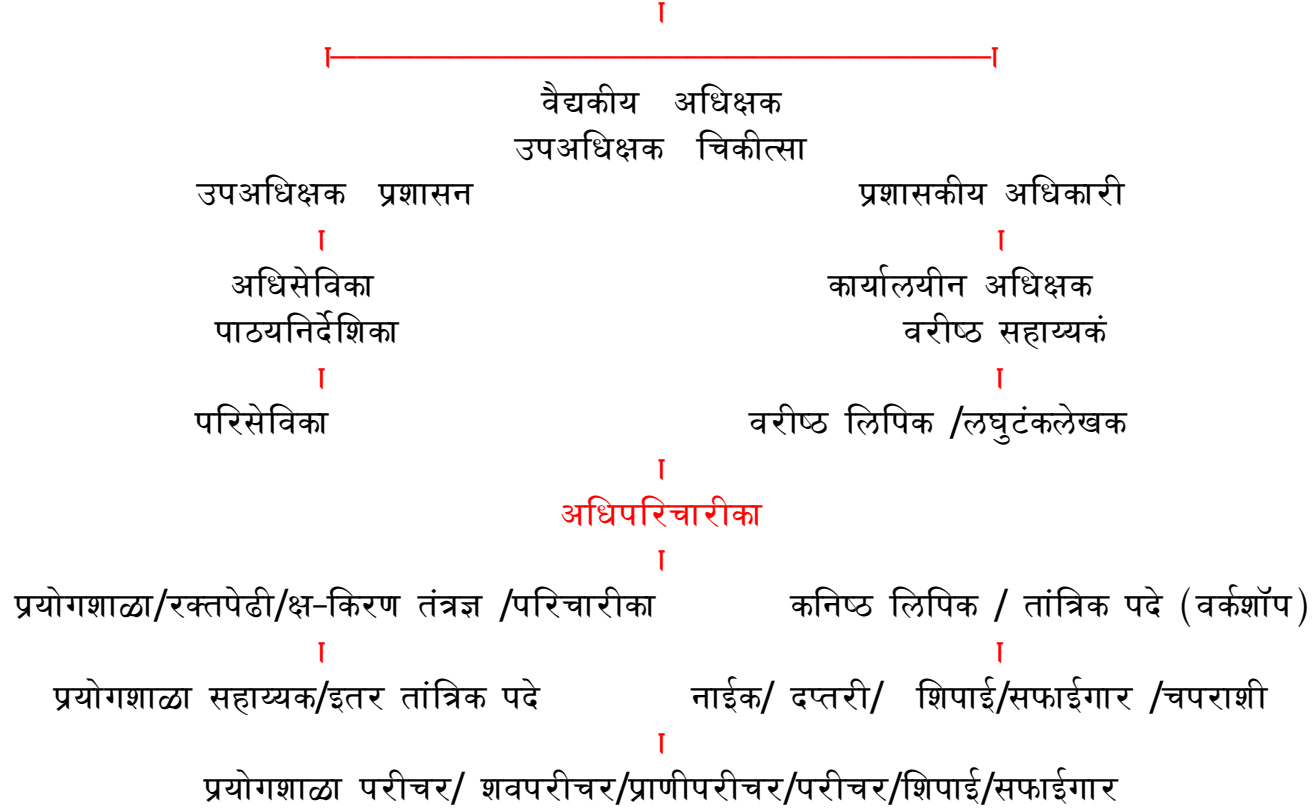 वैद्यकीय अधिक्षक
उपअधिक्षक चिकीत्सा
उपअधिक्षक प्रशासन प्रशासकीय अधिकारी
अधिसेविका कार्यालयीन अधिक्षक
पाठयनिर्देशिका वरीष्ठ सहाय्यकं
परिसेविका वरीष्ठ लिपिक /लघुटंकलेखक
अधिपरिचारीका
प्रयोगशाळा/रक्तपेढी/क्ष-किरण तंत्रज्ञ /परिचारीका कनिष्ठ लिपिक / तांत्रिक पदे (वर्कशॉप)
प्रयोगशाळा सहाय्यक/इतर तांत्रिक पदे नाईक/ दप्तरी/ शिपाई/सफाईगार /चपराशी
प्रयोगशाळा परीचर/ शवपरीचर/प्राणीपरीचर/परीचर/शिपाई/सफाईगार